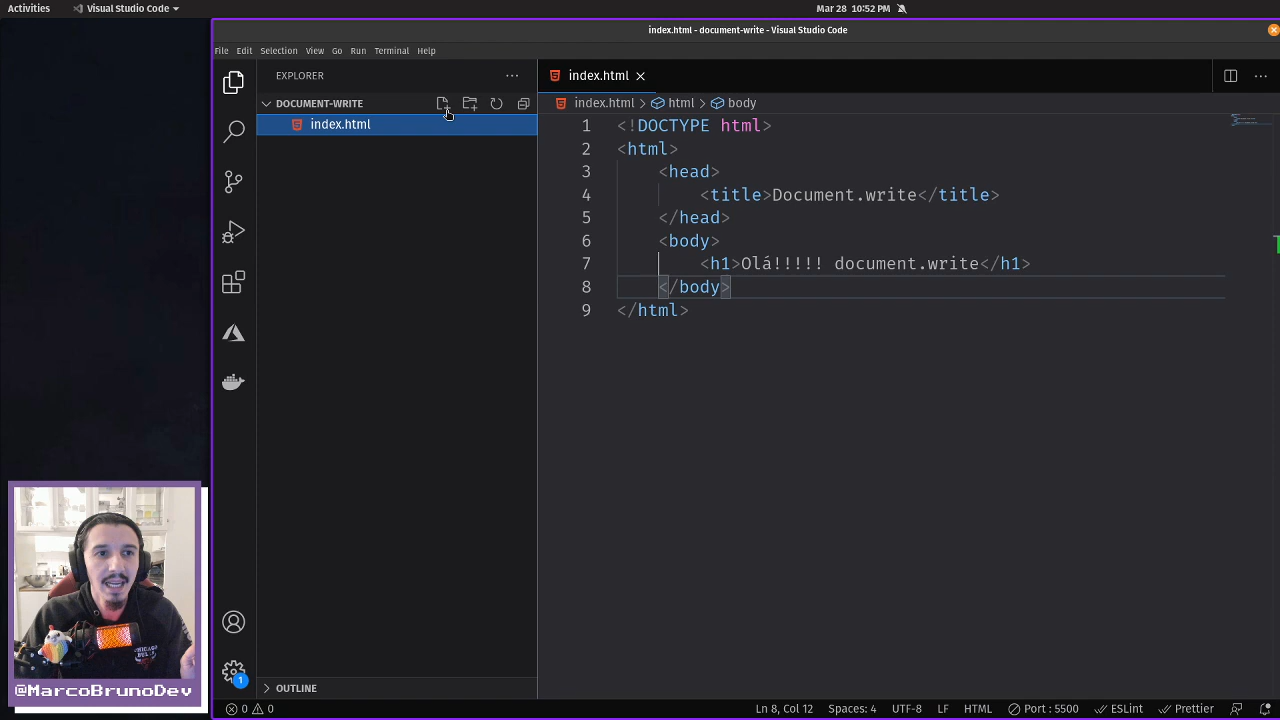 Activities
Visual Studio Code
Mar 28 10:52 PM
index.html - document-write - Visual Studio Code
File Edit Selection View Go Run Terminal Help
EXPLORER
index.html
DOCUMENT-WRITE
index.html > html > body
index.html
1 <!DOCTYPE html>
2 <html>
3 <head>
4 <title>Document.write</title>
5 </head>
6 <body>
7 <h1>Olá!!!!! document.write</h1>
8 </body>
9 </html>
CHICAGO
BULLS
@MarcoBrunoDev
1
OUTLINE
0 0
Ln 8, Col 12 Spaces: 4 UTF-8 LF HTML Port : 5500 ESLint Prettier